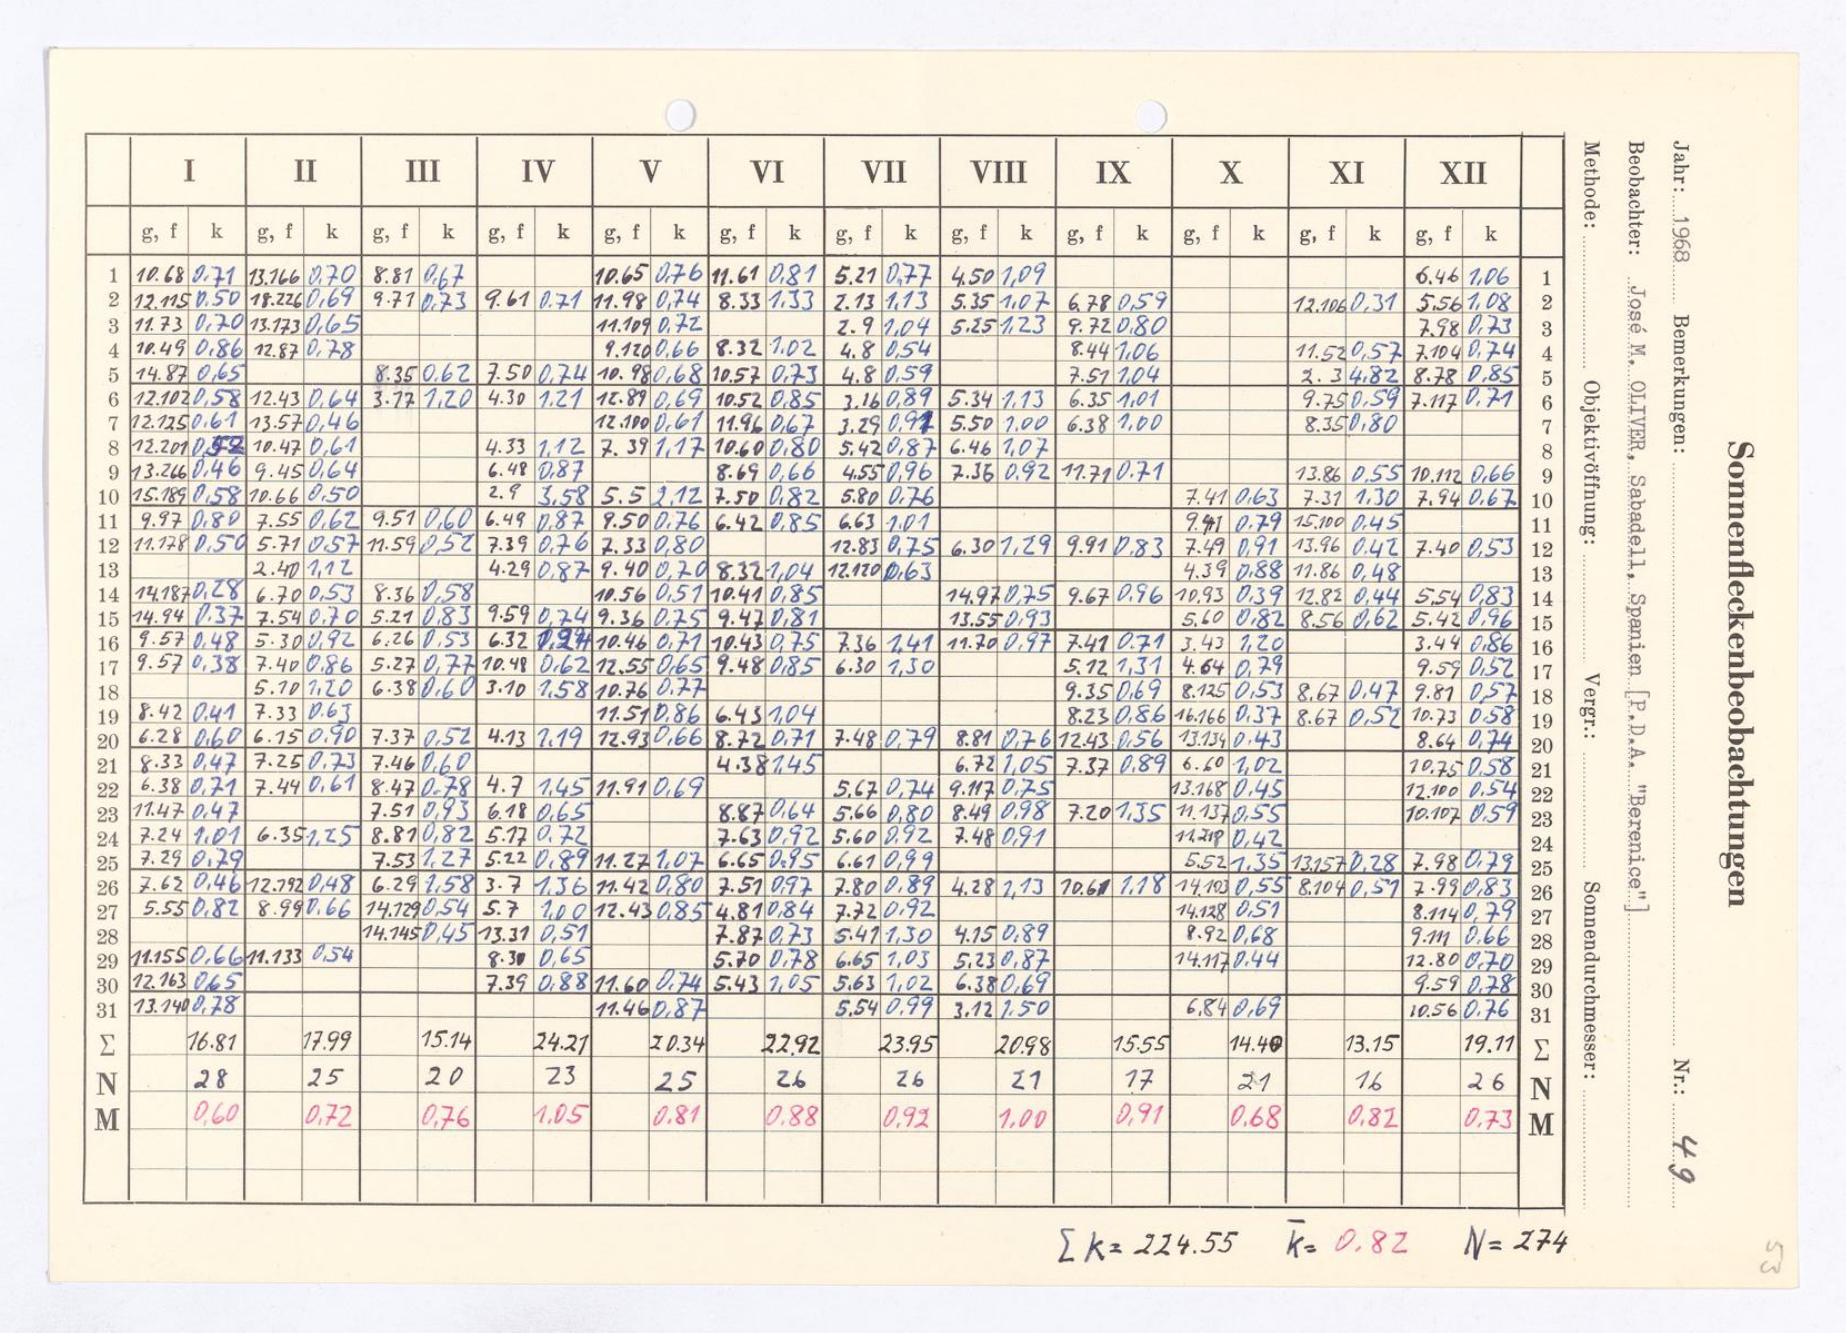 Sonnenfleckenbeobachtungen
Jahr: 1968 Bemerkungen: Nr.: 49
Beobachter: José M. OLIVER, Sabadell, Spanien [P.D.A. "Berenice"]
Methode: Objektivöffnung: Vergr.: Sonnendurchmesser:
I II III IV V VI VII VIII IX X XI XII
g, f k g, f k g, f k g, f k g, f k g, f k g, f k g, f k g, f k g, f k g, f k g, f k
1 10.68 0.71 13.166 0,70 8.81 0,67 10.65 0,76 11.61 0,81 5.21 0,77 4.50 1,09 6.46 1,06 1
2 12.115 0.50 18.226 0,69 9.71 0,73 9.61 0.71 11.98 0,74 8.33 1.33 2.13 1,13 5.35 1.07 6,78 0,59 12.106 0,31 5.56 1,08 2
3 11.73 0,70 13.173 0,65 11.109 0,72 2.9 1,04 5.25 1,23 9.72 0,80 7.98 0,73 3
4 10.49 0,86 12.87 0,78 9.120 0,66 8.32 1.02 4.8 0,54 8.44 1,06 11.52 0,57 7.104 0,74 4
5 14.87 0,65 8.35 0,62 7.50 0,74 10.98 0,68 10.57 0,73 4.8 0,59 7.51 1,04 2.3 4,82 8.78 0,85 5
6 12.102 0,58 12.43 0,64 3.17 1,20 4.30 1.21 12.89 0,69 10.52 0,85 3.16 0,89 5.34 1.13 6.35 1,01 9.75 0,59 7.117 0,71 6
7 12.125 0,61 13.57 0,46 12.100 0,61 11.96 0,67 3.29 0,91 5.50 1,00 6.38 1,00 8.35 0,80 7
8 12.201 0,52 10.47 0,61 4.33 1,12 7.39 1,17 10.60 0,80 5.42 0,87 6.46 1,07 8
9 13.266 0,46 9.45 0,64 6.48 0,87 8.69 0,66 4.55 0,96 7.36 0,92 11.71 0.71 13.86 0,55 10.112 0,66 9
10 15.189 0,58 10.66 0,50 2.9 3,58 5.5 2,12 7.50 0,82 5.80 0,76 7.41 0,63 7.31 1.30 7.94 0,67 10
11 9.97 0,80 7.55 0,62 9.51 0,60 6.49 0,87 9.50 0,76 6.42 0,85 6.63 1,01 9.41 0,79 15.100 0,45 11
12 11.178 0,50 5.71 0,57 11.59 0,52 7.39 0,76 7.33 0,80 12.83 0,75 6.30 1,29 9.91 0,83 7.49 0,91 13.96 0.42 7.40 0,53 12
13 2.40 1,12 4.29 0,87 9.40 0,70 8.32 1,04 12.120 0,63 4.39 0,88 11.86 0,48 13
14 14.187 0,28 6.70 0,53 8.36 0,58 10.56 0,51 10.41 0,85 14.97 0,75 9.67 0,96 10,93 0,39 12.82 0,44 5,54 0,83 14
15 14.94 0.37 7.54 0,70 5.21 0,83 9.59 0,74 9.36 0,75 9.47 0,81 13.55 0,93 5.60 0,82 8.56 0,62 5.42 0,96 15
16 9.57 0,48 5.30 0,92 6.26 0,53 6.32 0,97 10.46 0,71 10.43 0,75 7.36 1,41 11.70 0,97 7.41 0.71 3.43 1,20 3.44 0,86 16
17 9.57 0,38 7.40 0,86 5.27 0,77 10.48 0,62 12.55 0,65 9.48 0,85 6.30 1,30 5.12 1,31 4.64 0,79 9.59 0,52 17
18 5.10 1,20 6.38 0,60 3.10 1,58 10.76 0,77 9.35 0,69 8.125 0,53 8.67 0,47 9.81 0,57 18
19 8.42 0,41 7.33 0.63 11.51 0,86 6.43 1,04 8.23 0,86 16.166 0,37 8.67 0,52 10.73 0,58 19
20 6.28 0,60 6.15 0,90 7.37 0,52 4.13 1.19 12.93 0,66 8.72 0,71 7.48 0,79 8.81 0,76 12.43 0,56 13.134 0.43 8.64 0,74 20
21 8.33 0,47 7.25 0,73 7.46 0,60 4.38 1.45 6.72 1,05 7.37 0,89 6.60 1,02 10.75 0,58 21
22 6.38 0,71 7.44 0,61 8.47 0,78 4.7 1,45 11.91 0,69 5.67 0,74 9.117 0,75 13.168 0,45 12.100 0,54 22
23 11.47 0,47 7.51 0,93 6.18 0,65 8.87 0,64 5.66 0,80 8.49 0,98 7.20 1,35 11.137 0,55 10.107 0,59 23
24 7.24 1,01 6.35 1,25 8.81 0,82 5.17 0,72 7.63 0,92 5.60 0,92 7.48 0,91 11.218 0,42 24
25 7.29 0,79 7.53 1,27 5.22 0,89 11.27 1,07 6.65 0,95 6.61 0,99 5.52 1.35 13.157 0,28 7.98 0,79 25
26 7.62 0,46 12.192 0,48 6.29 1,58 3.7 1,36 11.42 0,80 7.51 0,97 7.80 0,89 4.28 1,13 10.61 1,18 14.103 0,55 8.104 0,51 7.99 0,83 26
27 5.55 0,82 8.99 0.66 14.129 0,54 5.7 1,00 12.43 0,85 4.81 0,84 7.72 0.92 14.128 0,51 8.114 0,79 27
28 14.145 0,45 13.31 0,51 7.87 0,73 5.41 1,30 4.15 0,89 8.92 0,68 9.111 0.66 28
29 11.155 0,66 11.133 0,54 8.30 0,65 5.70 0,78 6.65 1,03 5.23 0,87 14.117 0.44 12.80 0,70 29
30 12.163 0,65 7.39 0,88 11.60 0,74 5.43 1,05 5.63 1,02 6.38 0,69 9.59 0,78 30
31 13.140 0,78 11.46 0,87 5.54 0.99 3.12 1.50 6,84 0,69 10.56 0.76 31
Σ 16.81 17.99 15.14 24.21 20.34 22.92 23.95 20.98 15.55 14.40 13.15 19.11 Σ
N 28 25 20 23 25 26 26 21 17 21 16 26 N
M 0,60 0,72 0,76 1.05 0.81 0.88 0,92 1,00 0,91 0.68 0,82 0.73 M
Σ k = 224.55 k̄ = 0.82 N = 274
53